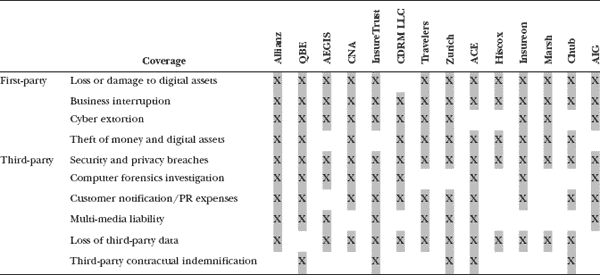 Coverage Allianz QBE AEGIS CNA InsureTrust CDRM LLC Travelers Zurich ACE Hiscox Insureon Marsh Chub AIG
First-party Loss or damage to digital assets X X X X X X X X X X X X X
Business interruption X X X X X X X X X X X X X X
Cyber extortion X X X X X X X X X X X X
Theft of money and digital assets X X X X X X X X X X X
Third-party Security and privacy breaches X X X X X X X X X X X X X X
Computer forensics investigation X X X X X X X X X
Customer notification/PR expenses X X X X X X X X X X X
Multi-media liability X X X X X X X X
Loss of third-party data X X X X X X X X X X X X
Third-party contractual indemnification X X X X X